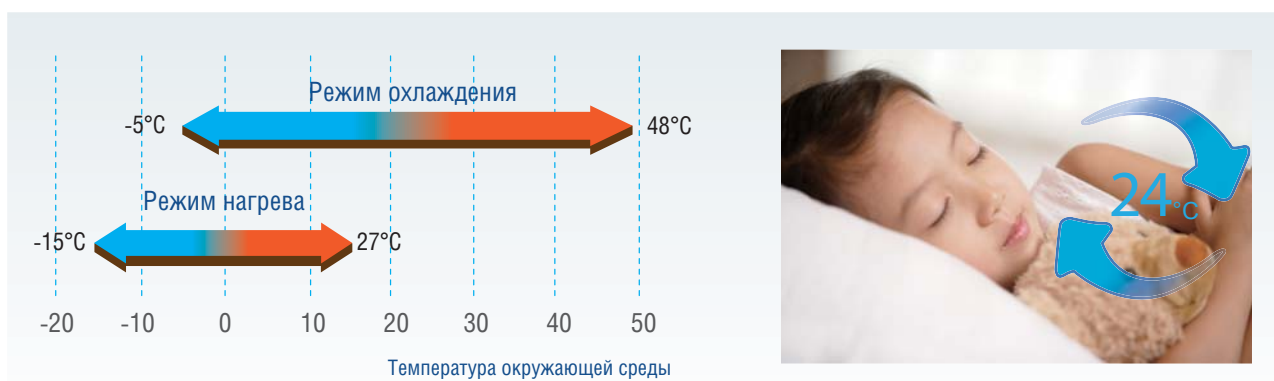 Режим охлаждения
-5°C
48°C
Режим нагрева
-15°C
27°C
-20 -10 0 10 20 30 40 50
Температура окружающей среды
24°C